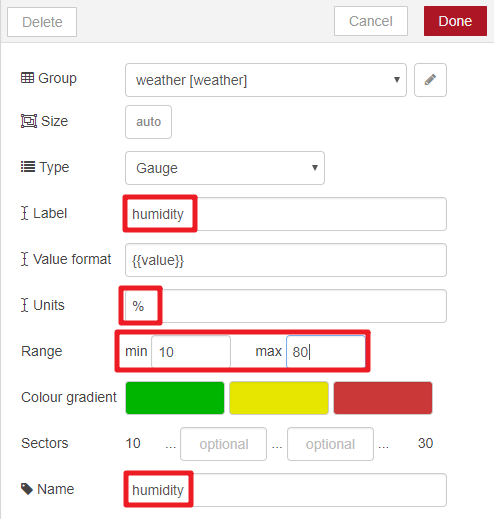 Delete Cancel Done
Group weather [weather]
Size auto
Type Gauge
Label humidity
Value format {{value}}
Units %
Range min 10 max 80
Colour gradient
Sectors 10 ... optional ... optional ... 30
Name humidity